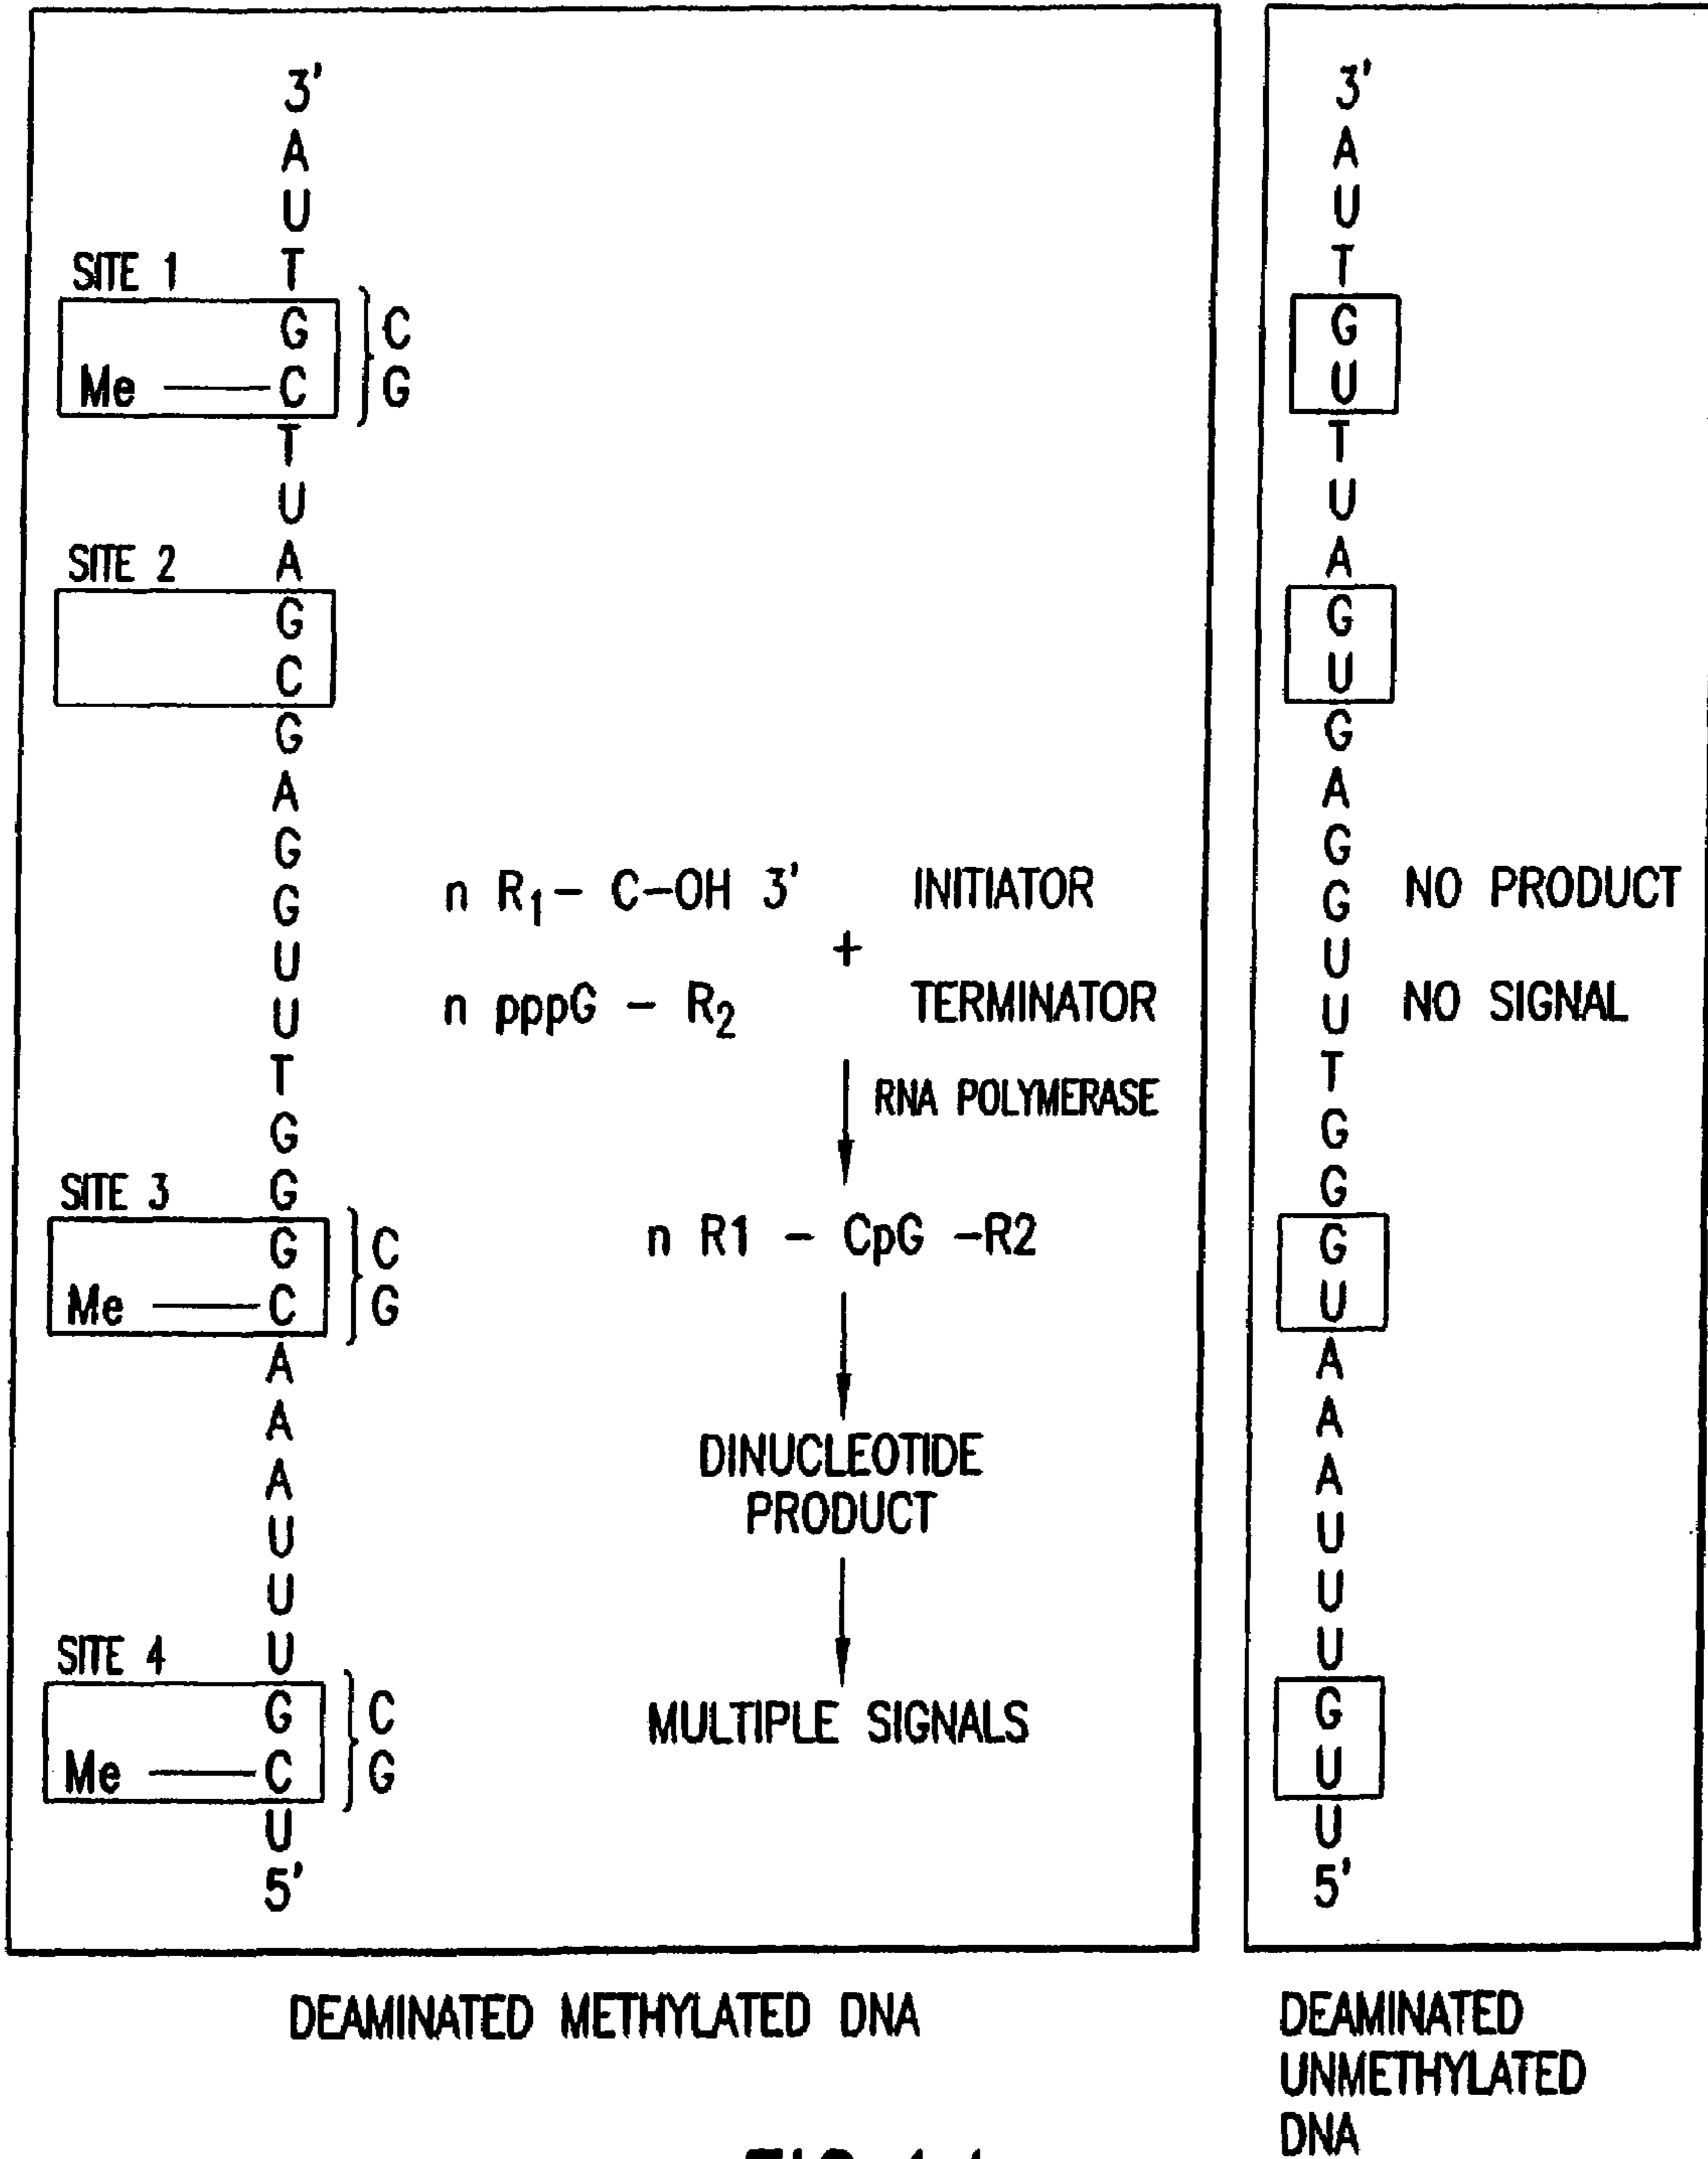 3'
A
U
T
SITE 1
G } C
Me — C } G
T
U
A
SITE 2
G
C
G
A
G
G
U
U
T
G
G
SITE 3
G } C
Me — C } G
A
A
A
U
U
U
SITE 4
G } C
Me — C } G
U
5'
n R1 – C–OH 3' INITIATOR
+
n pppG – R2 TERMINATOR
RNA POLYMERASE
n R1 – CpG –R2
DINUCLEOTIDE
PRODUCT
MULTIPLE SIGNALS
DEAMINATED METHYLATED DNA
3'
A
U
T
G
U
T
U
A
G
U
G
A
G
G
U
U
T
G
G
G
U
A
A
A
U
U
U
G
U
U
5'
NO PRODUCT
NO SIGNAL
DEAMINATED
UNMETHYLATED
DNA